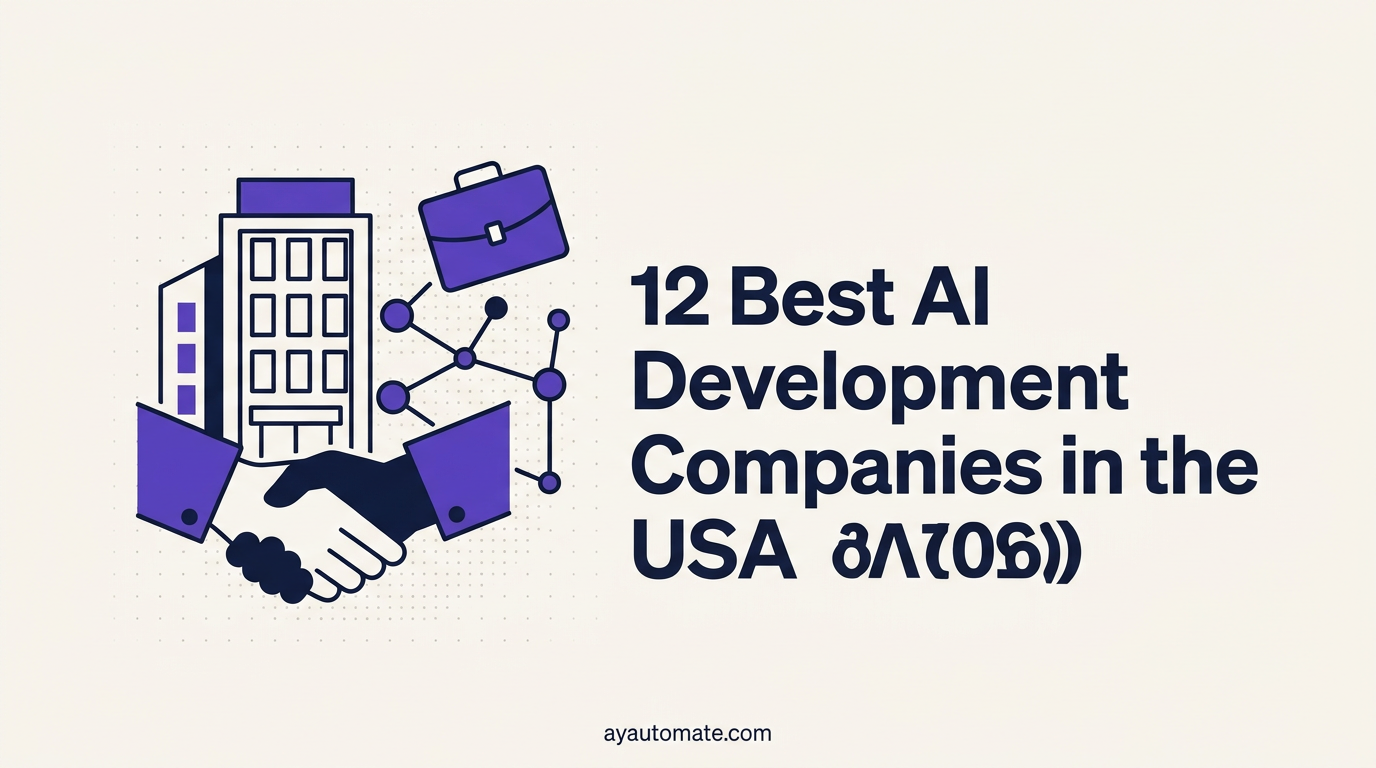 12 Best AI
Development
Companies in the
USA
ayautomate.com